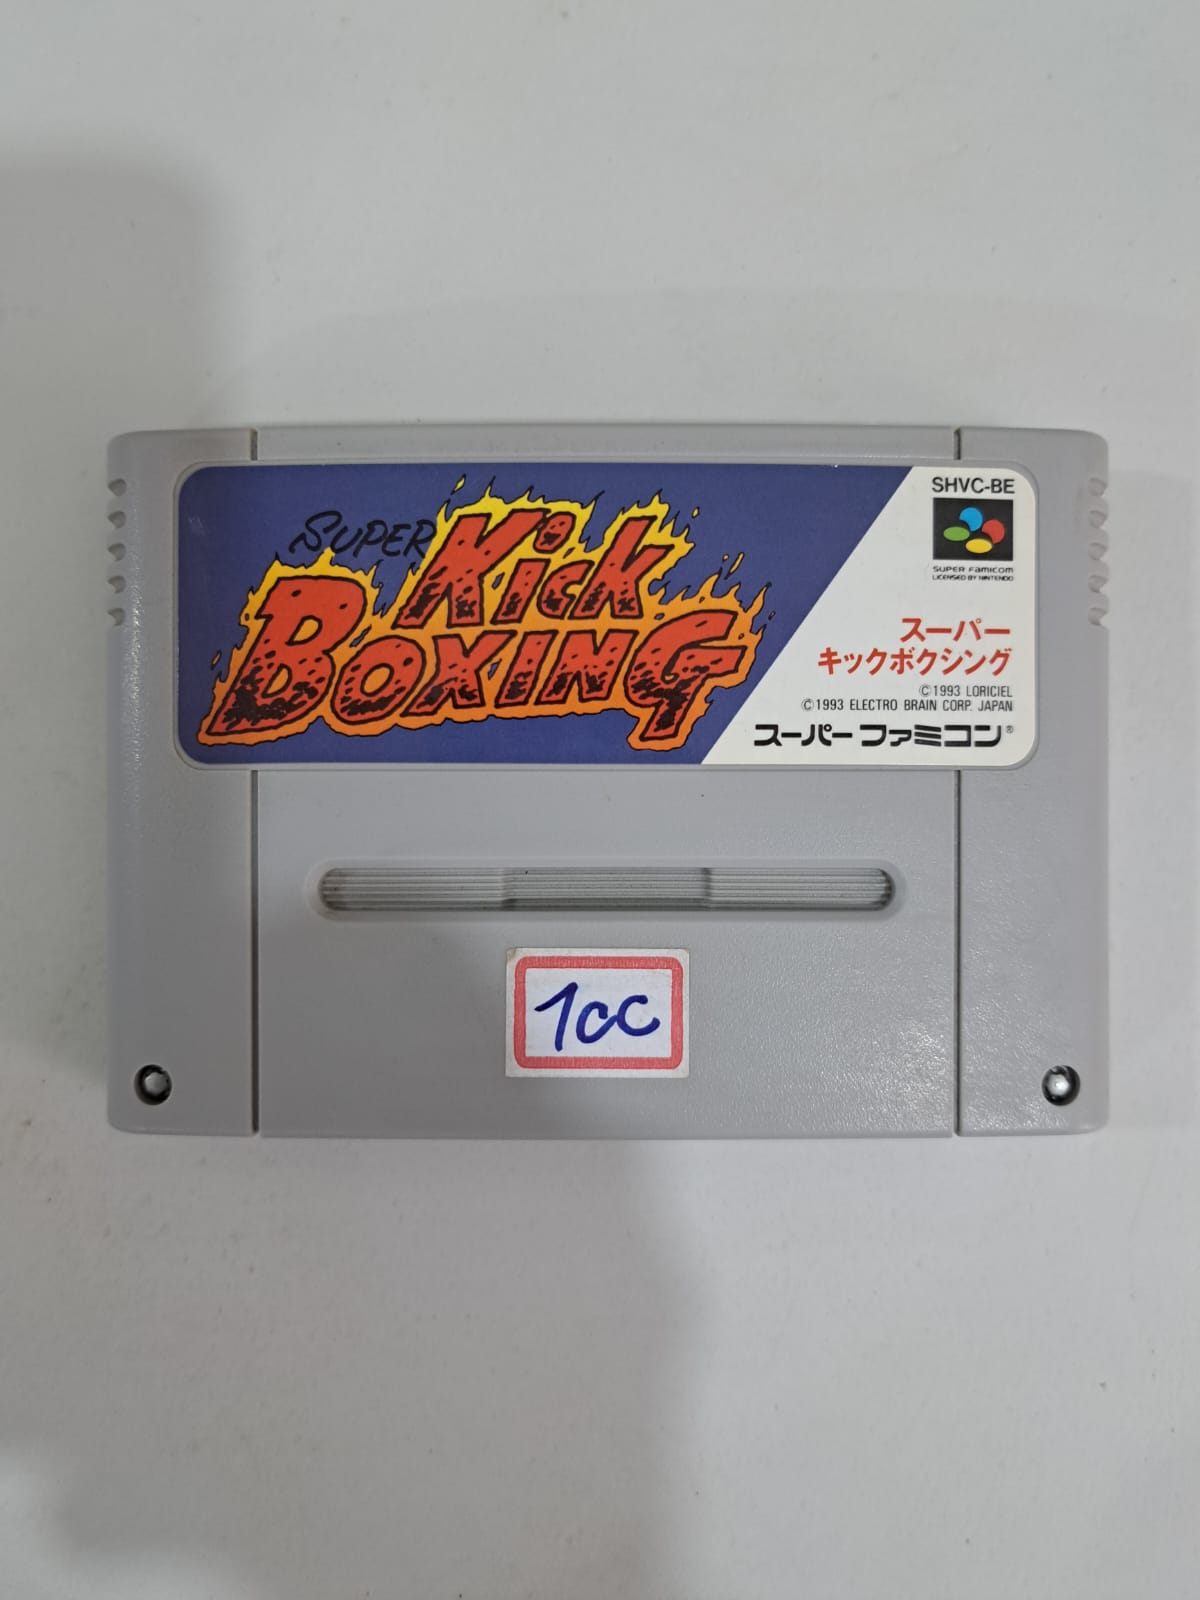 SUPER
Kick
BOXING
SHVC-BE
SUPER FAMICOM
LICENSED BY NINTENDO
スーパー
キックボクシング
©1993 LORICIEL
©1993 ELECTRO BRAIN CORP. JAPAN
スーパーファミコン®
1cc